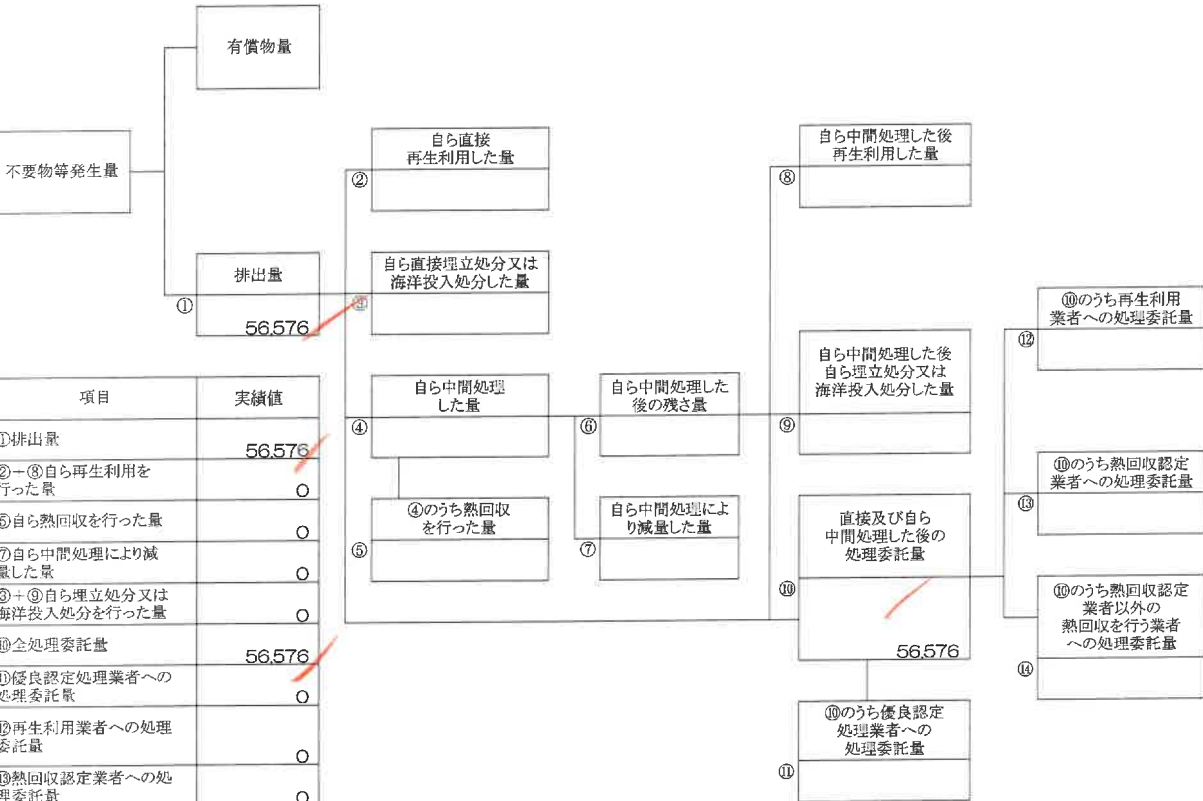 有償物量
不要物等発生量
自ら直接
再生利用した量
②
自ら中間処理した後
再生利用した量
⑧
排出量
①
56,576
自ら直接埋立処分又は
海洋投入処分した量
③
⑩のうち再生利用
業者への処理委託量
⑫
自ら中間処理した後
自ら埋立処分又は
海洋投入処分した量
⑨
自ら中間処理
した量
④
自ら中間処理した
後の残さ量
⑥
⑩のうち熱回収認定
業者への処理委託量
⑬
④のうち熱回収
を行った量
⑤
自ら中間処理によ
り減量した量
⑦
直接及び自ら
中間処理した後の
処理委託量
⑩
56,576
⑩のうち熱回収認定
業者以外の
熱回収を行う業者
への処理委託量
⑭
⑩のうち優良認定
処理業者への
処理委託量
⑪
項目 実績値
①排出量 56,576
②+⑧自ら再生利用を
行った量 0
⑤自ら熱回収を行った量 0
⑦自ら中間処理により減
量した量 0
③+⑨自ら埋立処分又は
海洋投入処分を行った量 0
⑩全処理委託量 56,576
⑪優良認定処理業者への
処理委託量 0
⑫再生利用業者への処理
委託量 0
⑬熱回収認定業者への処
理委託量 0